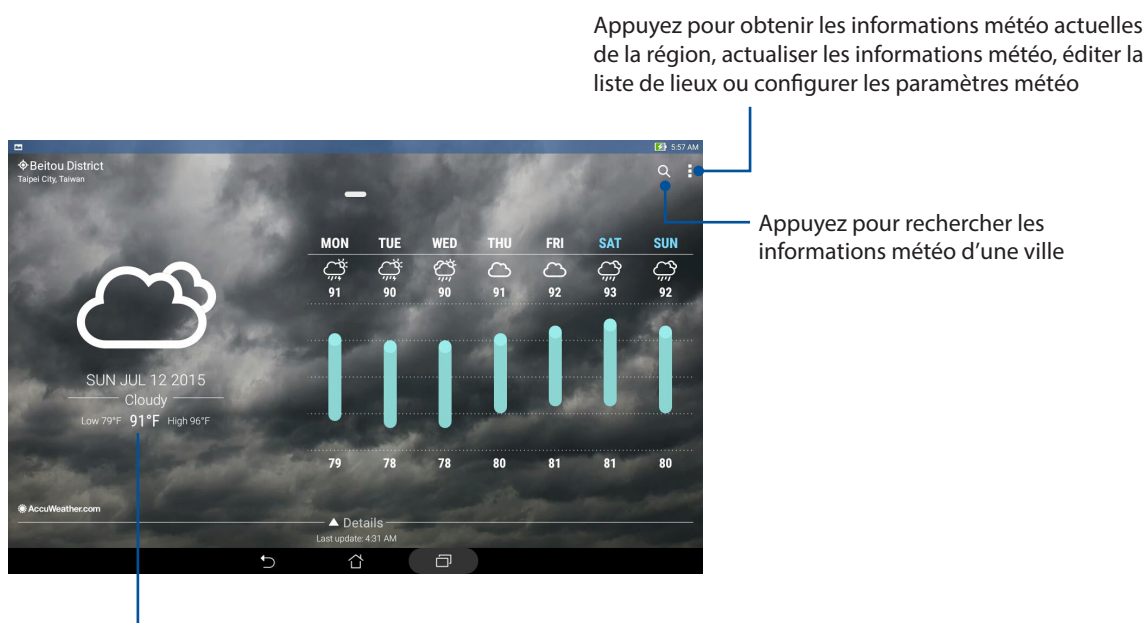 Appuyez pour obtenir les informations météo actuelles
de la région, actualiser les informations météo, éditer la
liste de lieux ou configurer les paramètres météo
5:57 AM
Beitou District
Taipei City, Taiwan
Appuyez pour rechercher les
informations météo d'une ville
MON TUE WED THU FRI SAT SUN
91 90 90 91 92 93 92
SUN JUL 12 2015
Cloudy
Low 79°F 91°F High 96°F
79 78 78 80 81 81 80
AccuWeather.com
Details
Last update: 4:31 AM